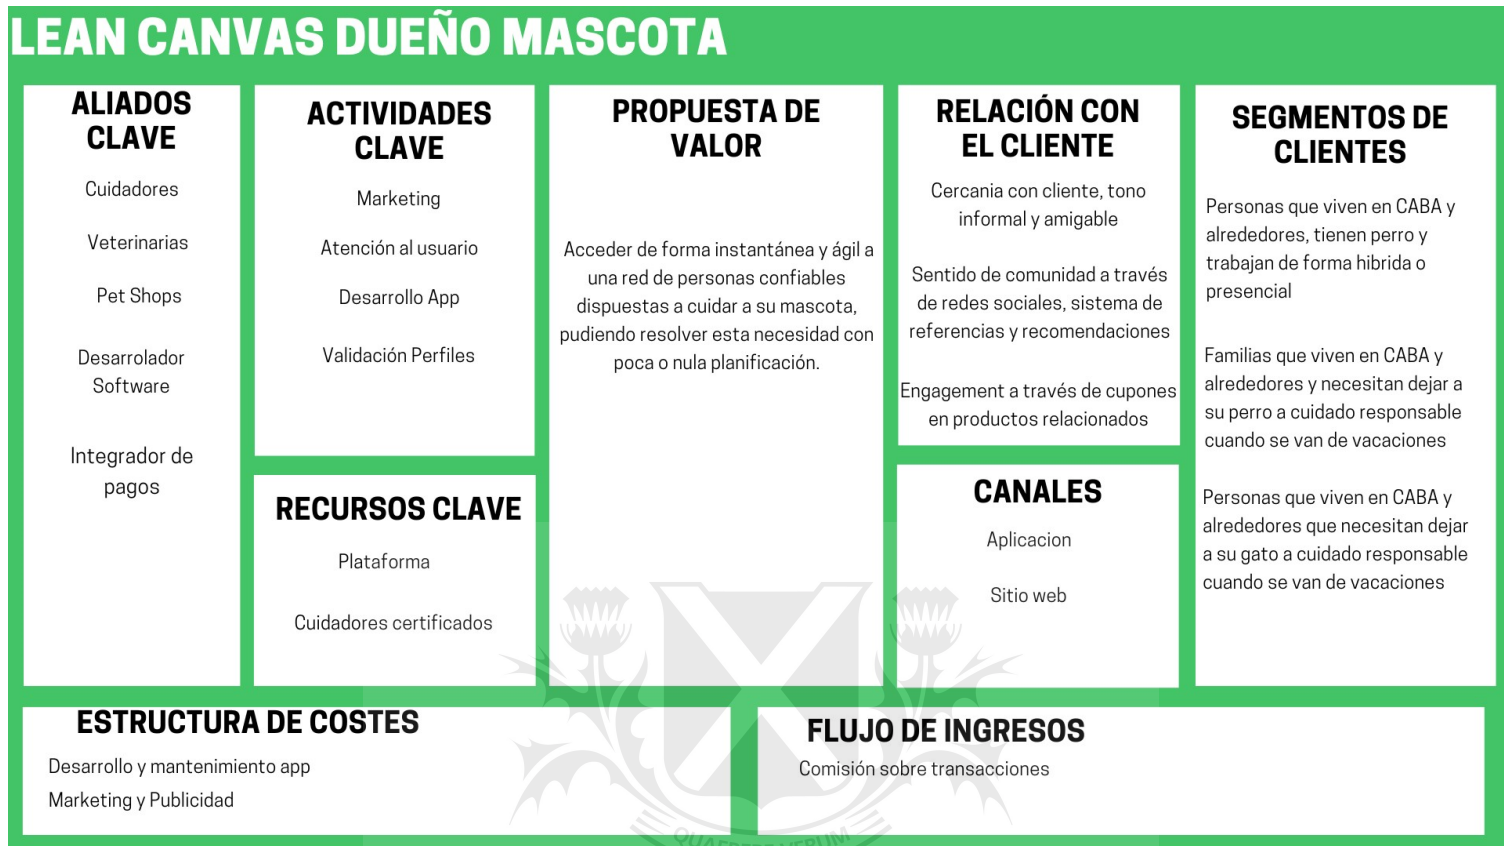 LEAN CANVAS DUEÑO MASCOTA
ALIADOS
CLAVE
Cuidadores
Veterinarias
Pet Shops
Desarrolador
Software
Integrador de
pagos
ACTIVIDADES
CLAVE
Marketing
Atención al usuario
Desarrollo App
Validación Perfiles
RECURSOS CLAVE
Plataforma
Cuidadores certificados
PROPUESTA DE
VALOR
Acceder de forma instantánea y ágil a
una red de personas confiables
dispuestas a cuidar a su mascota,
pudiendo resolver esta necesidad con
poca o nula planificación.
RELACIÓN CON
EL CLIENTE
Cercania con cliente, tono
informal y amigable
Sentido de comunidad a través
de redes sociales, sistema de
referencias y recomendaciones
Engagement a través de cupones
en productos relacionados
CANALES
Aplicacion
Sitio web
SEGMENTOS DE
CLIENTES
Personas que viven en CABA y
alrededores, tienen perro y
trabajan de forma hibrida o
presencial
Familias que viven en CABA y
alrededores y necesitan dejar a
su perro a cuidado responsable
cuando se van de vacaciones
Personas que viven en CABA y
alrededores que necesitan dejar
a su gato a cuidado responsable
cuando se van de vacaciones
ESTRUCTURA DE COSTES
Desarrollo y mantenimiento app
Marketing y Publicidad
FLUJO DE INGRESOS
Comisión sobre transacciones
QUAERERE VERUM